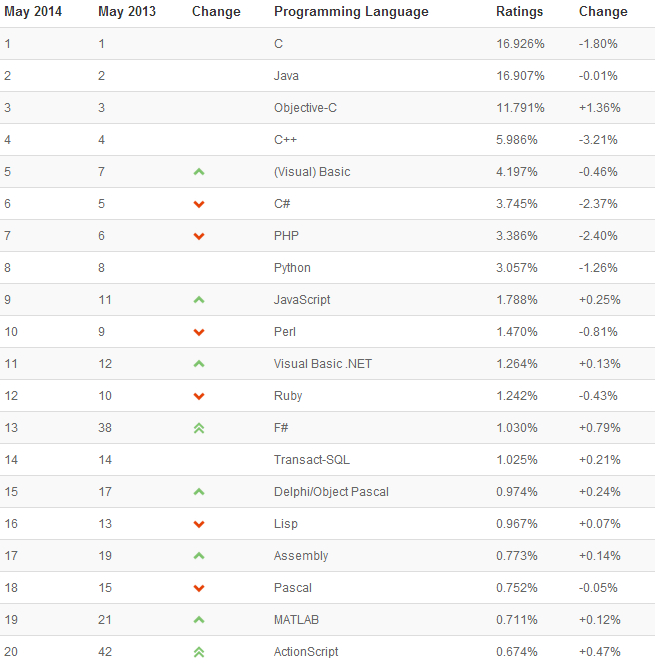 May 2014 May 2013 Change Programming Language Ratings Change
1 1 C 16.926% -1.80%
2 2 Java 16.907% -0.01%
3 3 Objective-C 11.791% +1.36%
4 4 C++ 5.986% -3.21%
5 7 (Visual) Basic 4.197% -0.46%
6 5 C# 3.745% -2.37%
7 6 PHP 3.386% -2.40%
8 8 Python 3.057% -1.26%
9 11 JavaScript 1.788% +0.25%
10 9 Perl 1.470% -0.81%
11 12 Visual Basic .NET 1.264% +0.13%
12 10 Ruby 1.242% -0.43%
13 38 F# 1.030% +0.79%
14 14 Transact-SQL 1.025% +0.21%
15 17 Delphi/Object Pascal 0.974% +0.24%
16 13 Lisp 0.967% +0.07%
17 19 Assembly 0.773% +0.14%
18 15 Pascal 0.752% -0.05%
19 21 MATLAB 0.711% +0.12%
20 42 ActionScript 0.674% +0.47%